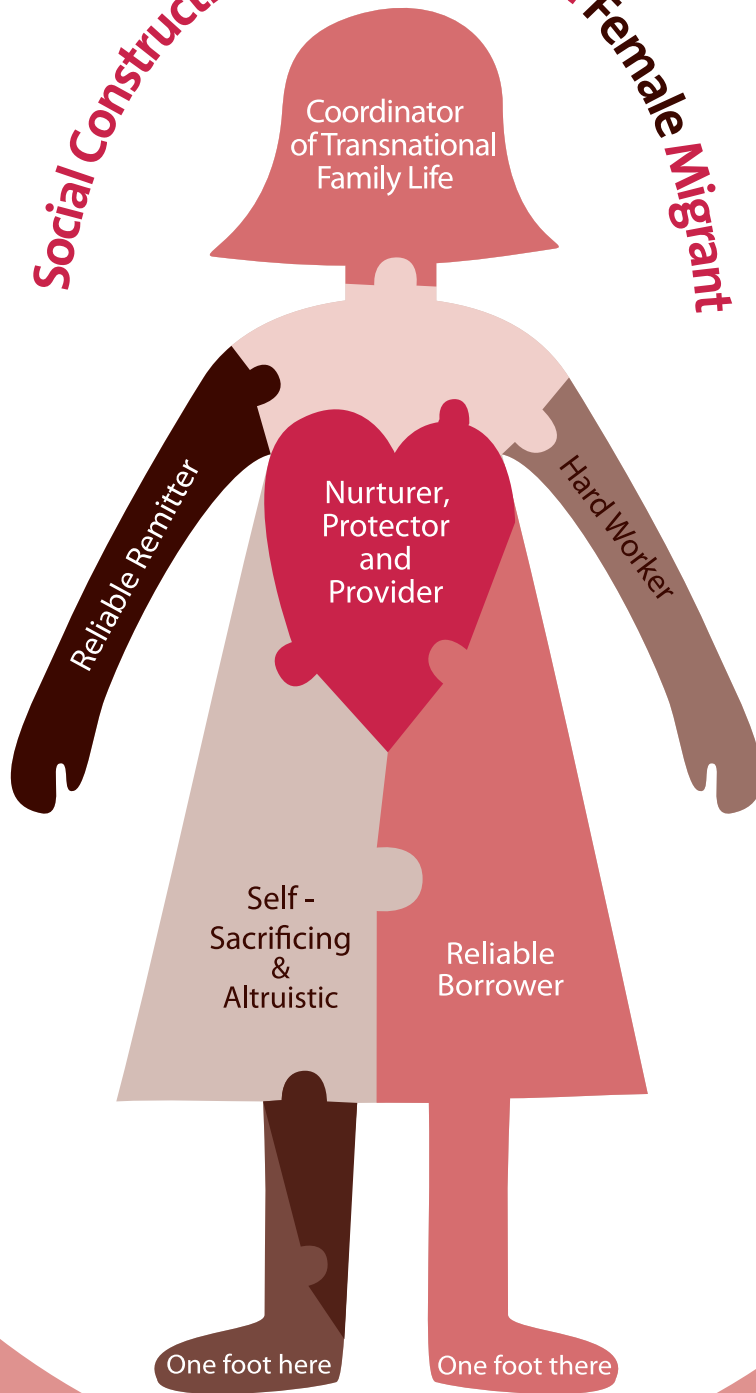 Social Constructi
Female Migrant
Coordinator
of Transnational
Family Life
Reliable Remitter
Nurturer,
Protector
and
Provider
Hard Worker
Self -
Sacrificing
&
Altruistic
Reliable
Borrower
One foot here
One foot there